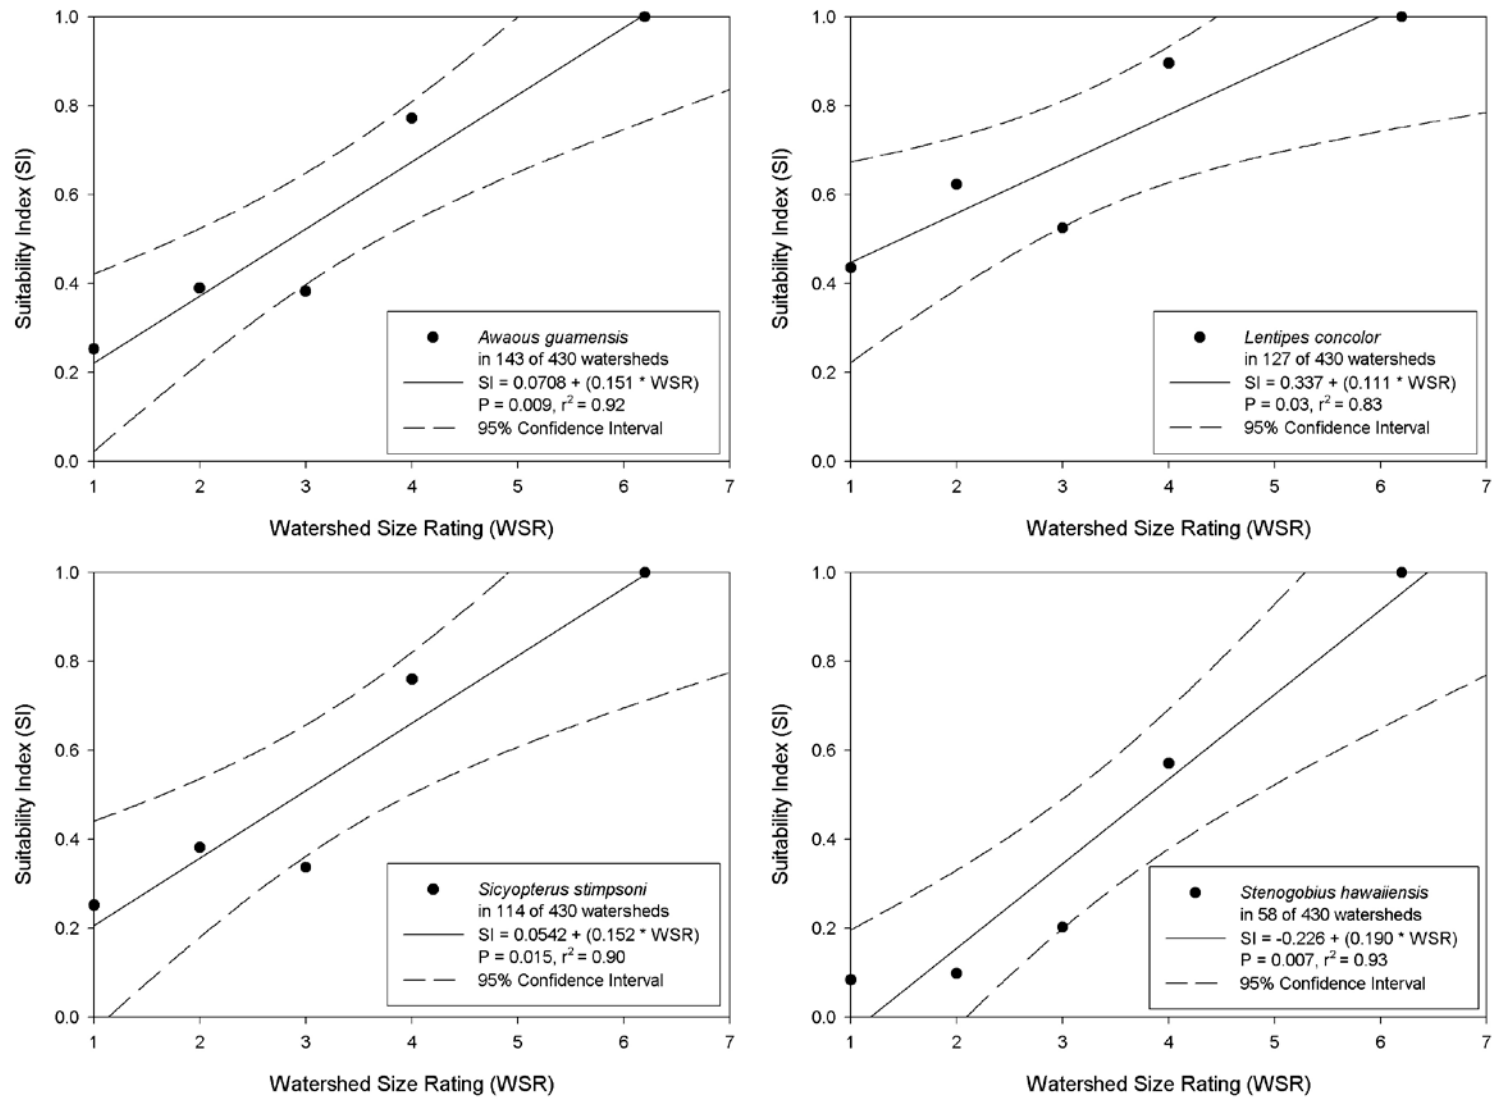 1.0
0.8
0.6
0.4
0.2
0.0
Suitability Index (SI)
Awaous guamensis
in 143 of 430 watersheds
SI = 0.0708 + (0.151 * WSR)
P = 0.009, r² = 0.92
95% Confidence Interval
1 2 3 4 5 6 7
Watershed Size Rating (WSR)
1.0
0.8
0.6
0.4
0.2
0.0
Suitability Index (SI)
Lentipes concolor
in 127 of 430 watersheds
SI = 0.337 + (0.111 * WSR)
P = 0.03, r² = 0.83
95% Confidence Interval
1 2 3 4 5 6 7
Watershed Size Rating (WSR)
1.0
0.8
0.6
0.4
0.2
0.0
Suitability Index (SI)
Sicyopterus stimpsoni
in 114 of 430 watersheds
SI = 0.0542 + (0.152 * WSR)
P = 0.015, r² = 0.90
95% Confidence Interval
1 2 3 4 5 6 7
Watershed Size Rating (WSR)
1.0
0.8
0.6
0.4
0.2
0.0
Suitability Index (SI)
Stenogobius hawaiiensis
in 58 of 430 watersheds
SI = -0.226 + (0.190 * WSR)
P = 0.007, r² = 0.93
95% Confidence Interval
1 2 3 4 5 6 7
Watershed Size Rating (WSR)